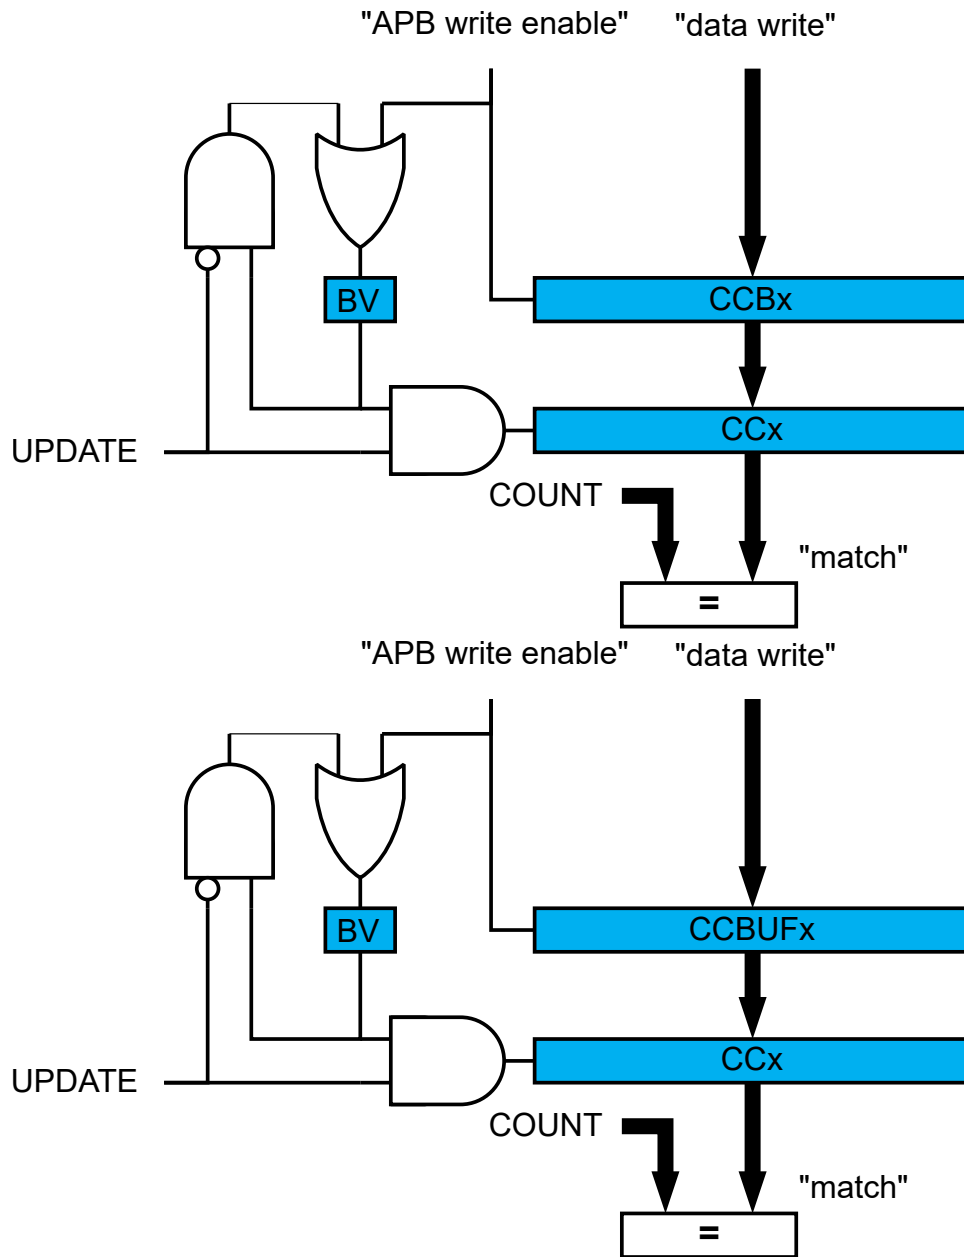 "APB write enable" "data write"
BV
CCBx
CCx
UPDATE
COUNT
"match"
=
"APB write enable" "data write"
BV
CCBUFx
CCx
UPDATE
COUNT
"match"
=